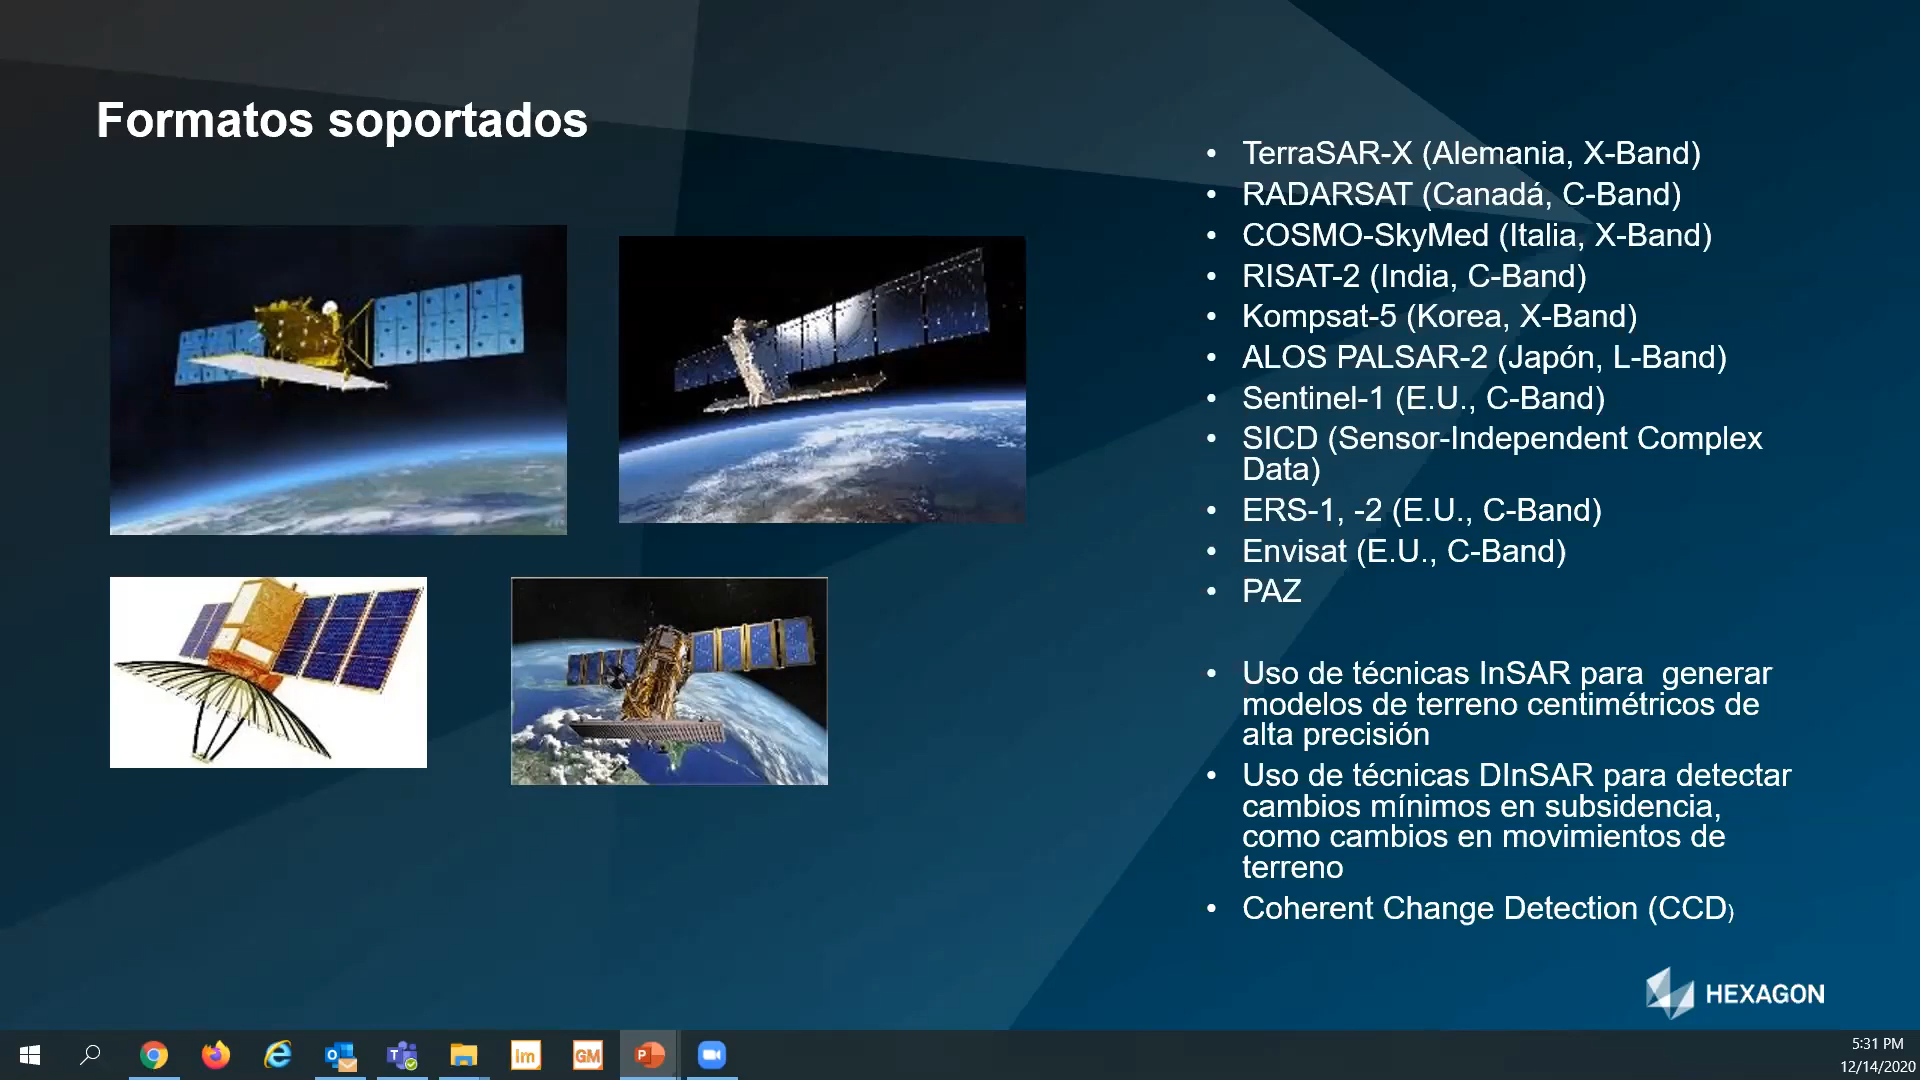 Formatos soportados
• TerraSAR-X (Alemania, X-Band)
• RADARSAT (Canadá, C-Band)
• COSMO-SkyMed (Italia, X-Band)
• RISAT-2 (India, C-Band)
• Kompsat-5 (Korea, X-Band)
• ALOS PALSAR-2 (Japón, L-Band)
• Sentinel-1 (E.U., C-Band)
• SICD (Sensor-Independent Complex
Data)
• ERS-1, -2 (E.U., C-Band)
• Envisat (E.U., C-Band)
• PAZ
• Uso de técnicas InSAR para  generar
modelos de terreno centimétricos de
alta precisión
• Uso de técnicas DInSAR para detectar
cambios mínimos en subsidencia,
como cambios en movimientos de
terreno
• Coherent Change Detection (CCD)
HEXAGON
im
GM
5:31 PM
12/14/2020